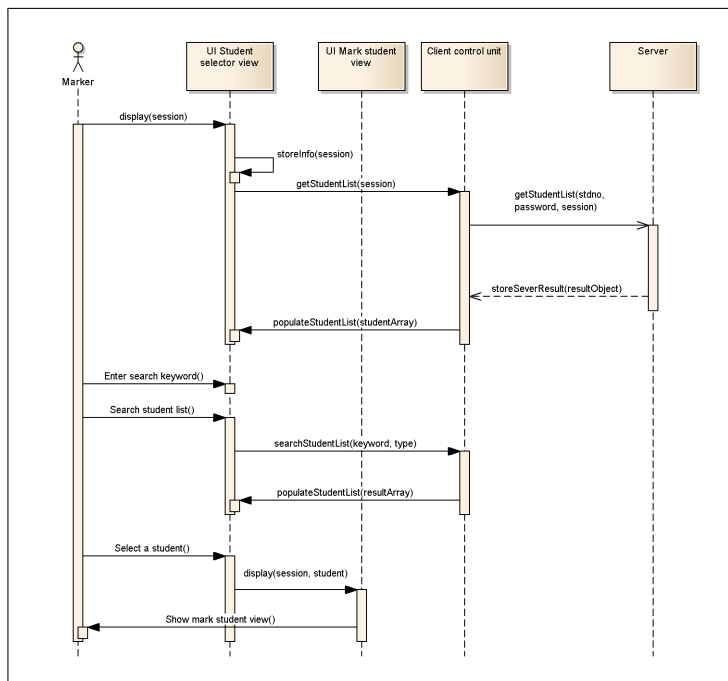 Marker
UI Student
selector view
UI Mark student
view
Client control unit
Server
display(session)
storeInfo(session)
getStudentList(session)
getStudentList(stdno,
password, session)
storeSeverResult(resultObject)
populateStudentList(studentArray)
Enter search keyword()
Search student list()
searchStudentList(keyword, type)
populateStudentList(resultArray)
Select a student()
display(session, student)
Show mark student view()